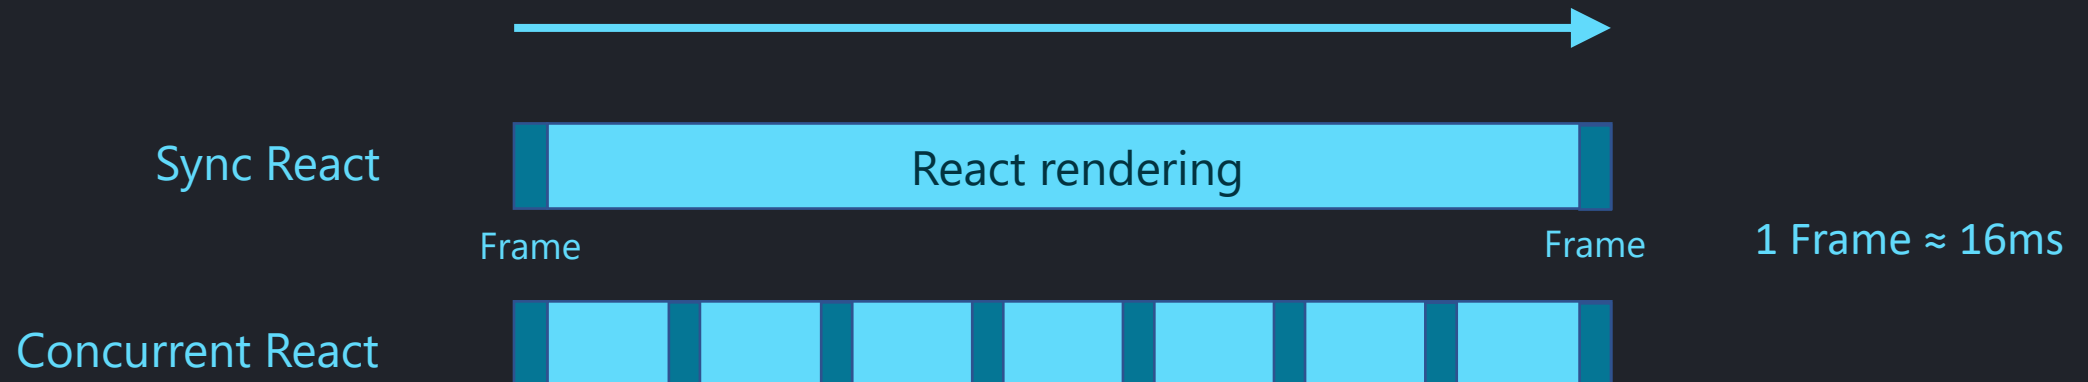 Sync React
React rendering
Frame
Frame
1 Frame ≈ 16ms
Concurrent React